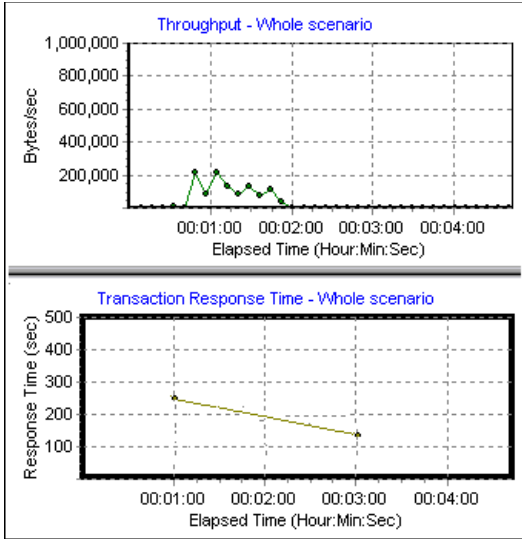 Throughput - Whole scenario
1,000,000
800,000
600,000
400,000
200,000
Bytes/sec
00:01:00 00:02:00 00:03:00 00:04:00
Elapsed Time (Hour:Min:Sec)
Transaction Response Time - Whole scenario
500
400
300
200
100
Response Time (sec)
00:01:00 00:02:00 00:03:00 00:04:00
Elapsed Time (Hour:Min:Sec)